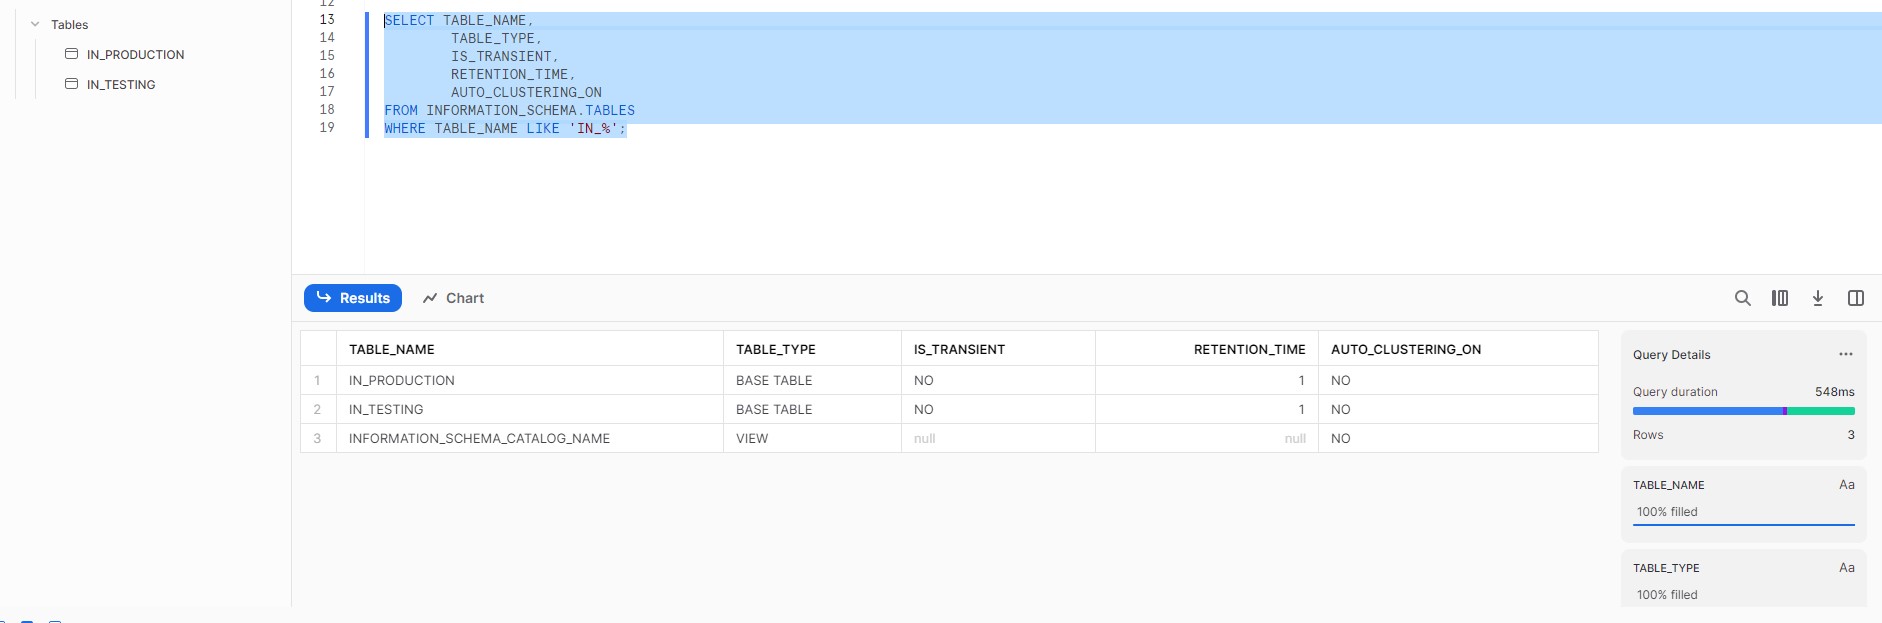 Tables
IN_PRODUCTION
IN_TESTING
12
13 SELECT TABLE_NAME,
14 TABLE_TYPE,
15 IS_TRANSIENT,
16 RETENTION_TIME,
17 AUTO_CLUSTERING_ON
18 FROM INFORMATION_SCHEMA.TABLES
19 WHERE TABLE_NAME LIKE 'IN_%';
Results Chart
TABLE_NAME TABLE_TYPE IS_TRANSIENT RETENTION_TIME AUTO_CLUSTERING_ON
1 IN_PRODUCTION BASE TABLE NO 1 NO
2 IN_TESTING BASE TABLE NO 1 NO
3 INFORMATION_SCHEMA_CATALOG_NAME VIEW null null NO
Query Details ...
Query duration 548ms
Rows 3
TABLE_NAME Aa
100% filled
TABLE_TYPE Aa
100% filled